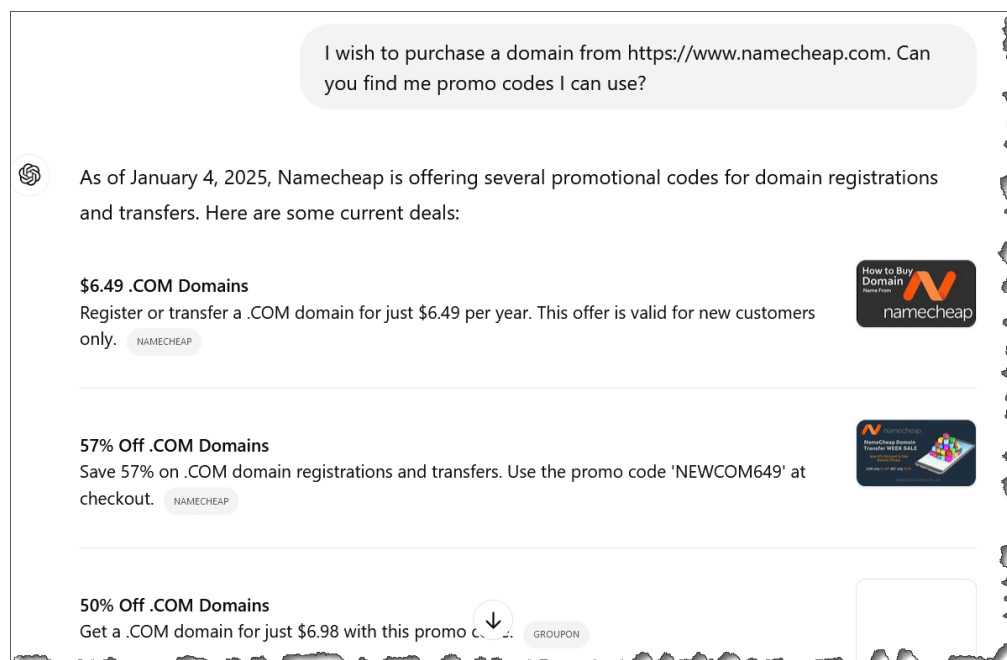 I wish to purchase a domain from https://www.namecheap.com. Can
you find me promo codes I can use?
As of January 4, 2025, Namecheap is offering several promotional codes for domain registrations
and transfers. Here are some current deals:
$6.49 .COM Domains
Register or transfer a .COM domain for just $6.49 per year. This offer is valid for new customers
only. NAMECHEAP
How to Buy
Domain
Name From
namecheap
57% Off .COM Domains
Save 57% on .COM domain registrations and transfers. Use the promo code 'NEWCOM649' at
checkout. NAMECHEAP
namecheap
NameCheap Domain
Transfer WEEK SALE
50% Off .COM Domains
Get a .COM domain for just $6.98 with this promo
GROUPON